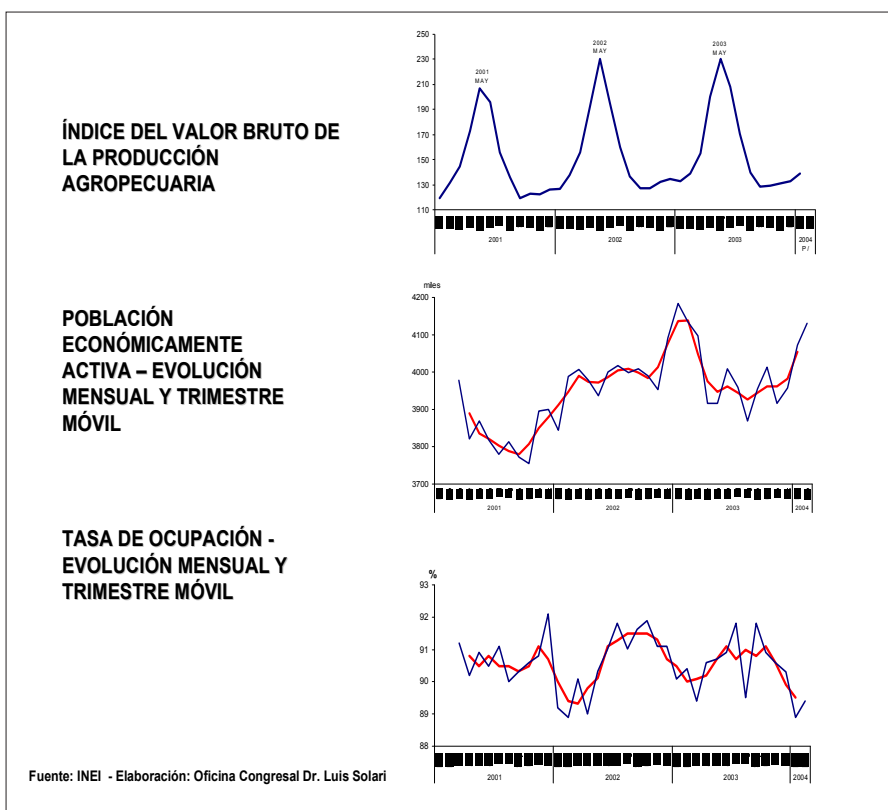 ÍNDICE DEL VALOR BRUTO DE
LA PRODUCCIÓN
AGROPECUARIA
250
230
210
190
170
150
130
110
2001
MAY
2002
MAY
2003
MAY
2001
2002
2003
2004
P/
POBLACIÓN
ECONÓMICAMENTE
ACTIVA – EVOLUCIÓN
MENSUAL Y TRIMESTRE
MÓVIL
miles
4200
4100
4000
3900
3800
3700
2001
2002
2003
2004
TASA DE OCUPACIÓN -
EVOLUCIÓN MENSUAL Y
TRIMESTRE MÓVIL
%
93
92
91
90
89
88
2001
2002
2003
2004
Fuente: INEI - Elaboración: Oficina Congresal Dr. Luis Solari